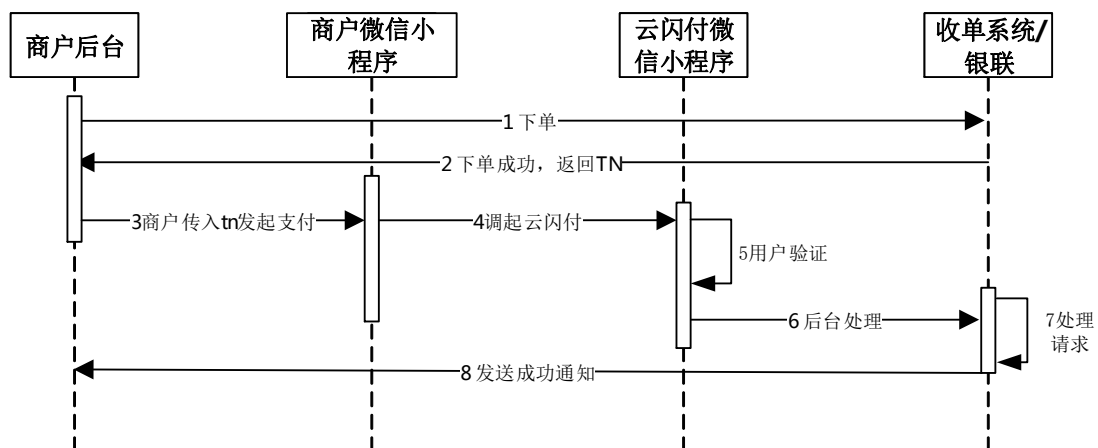 商户后台
商户微信小
程序
云闪付微
信小程序
收单系统/
银联
1下单
2下单成功，返回TN
3商户传入tn发起支付
4调起云闪付
5用户验证
6后台处理
7处理
请求
8发送成功通知